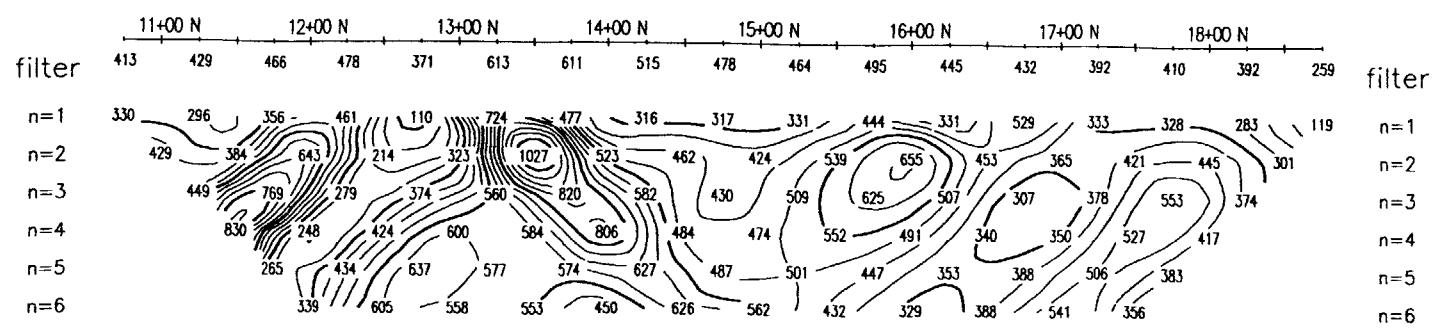 11+00 N 12+00 N 13+00 N 14+00 N 15+00 N 16+00 N 17+00 N 18+00 N
filter 413 429 466 478 371 613 611 515 478 464 495 445 432 392 410 392 259 filter
n=1 330 296 356 461 110 724 477 316 317 331 444 331 529 333 328 283 119 n=1
n=2 429 384 643 214 323 1027 523 462 424 539 655 453 365 421 445 301 n=2
n=3 449 769 279 374 560 820 582 430 509 625 507 307 378 553 374 n=3
n=4 830 248 424 600 584 806 484 474 552 491 340 350 527 417 n=4
n=5 265 434 637 577 574 627 487 501 447 353 388 506 383 n=5
n=6 339 605 558 553 450 626 562 432 329 388 541 356 n=6